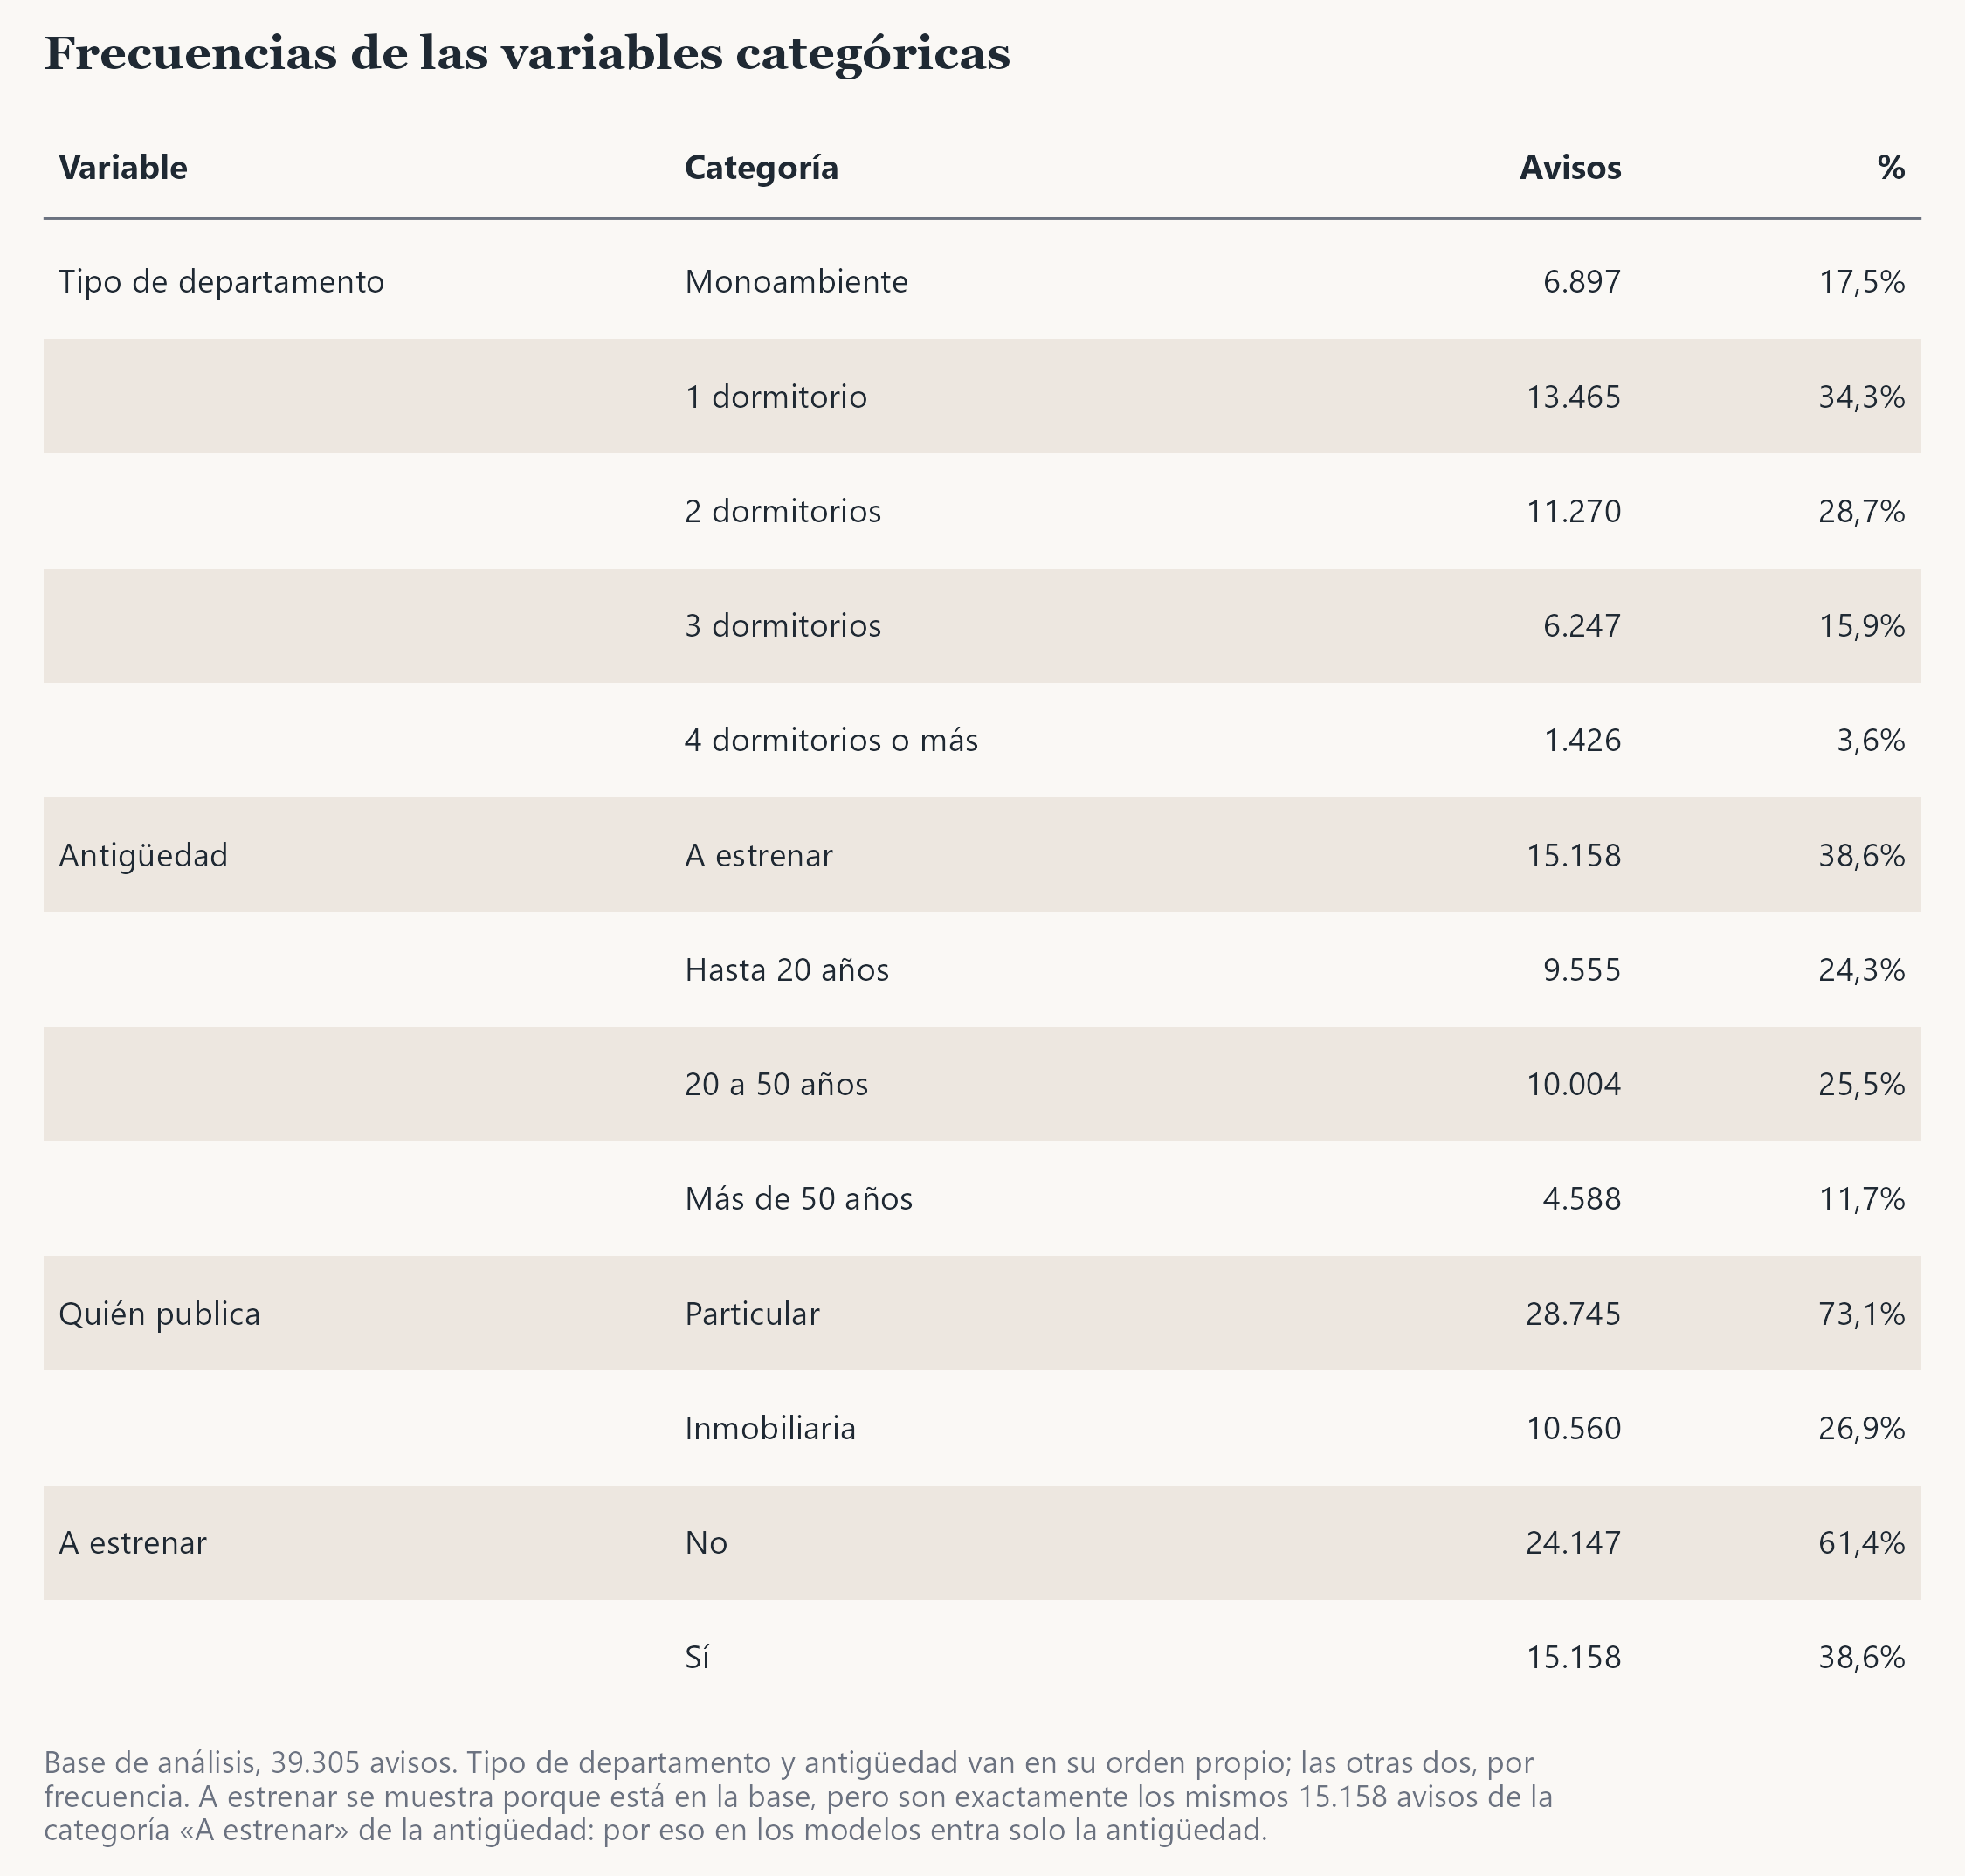 Frecuencias de las variables categóricas
Variable Categoría Avisos %
Tipo de departamento Monoambiente 6.897 17,5%
1 dormitorio 13.465 34,3%
2 dormitorios 11.270 28,7%
3 dormitorios 6.247 15,9%
4 dormitorios o más 1.426 3,6%
Antigüedad A estrenar 15.158 38,6%
Hasta 20 años 9.555 24,3%
20 a 50 años 10.004 25,5%
Más de 50 años 4.588 11,7%
Quién publica Particular 28.745 73,1%
Inmobiliaria 10.560 26,9%
A estrenar No 24.147 61,4%
Sí 15.158 38,6%
Base de análisis, 39.305 avisos. Tipo de departamento y antigüedad van en su orden propio; las otras dos, por
frecuencia. A estrenar se muestra porque está en la base, pero son exactamente los mismos 15.158 avisos de la
categoría «A estrenar» de la antigüedad: por eso en los modelos entra solo la antigüedad.